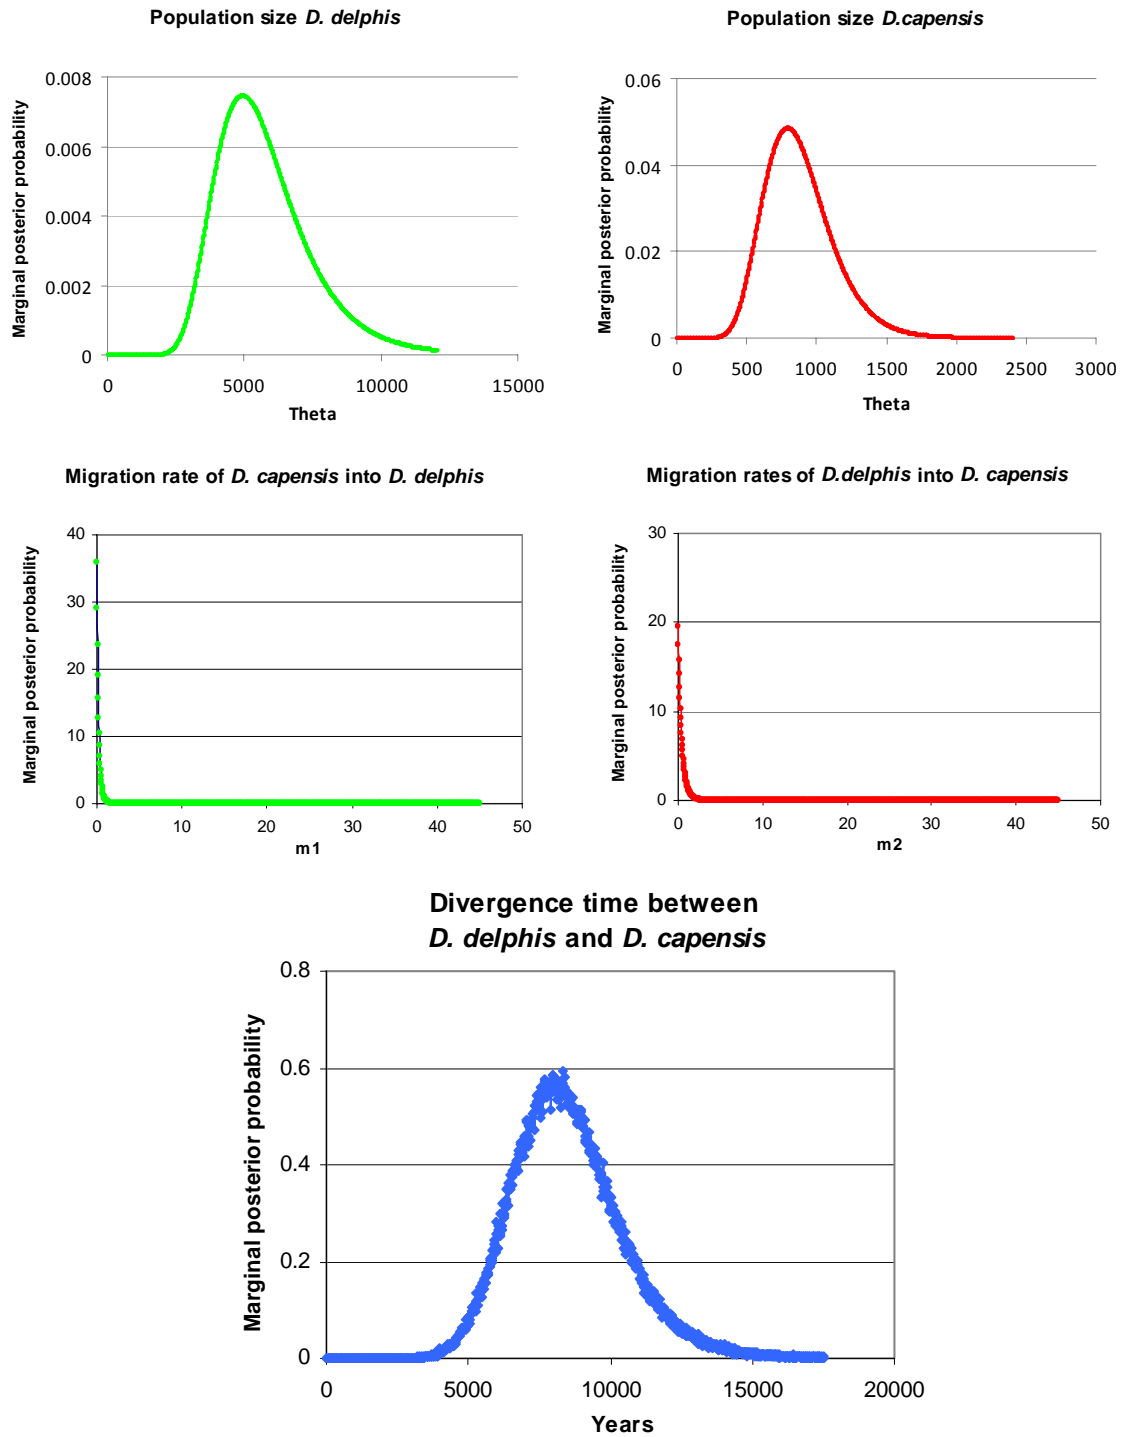 Population size D. delphis
Marginal posterior probability
0.008
0.006
0.004
0.002
0
0 5000 10000 15000
Theta
Population size D.capensis
Marginal posterior probability
0.06
0.04
0.02
0
0 500 1000 1500 2000 2500 3000
Theta
Migration rate of D. capensis into D. delphis
Marginal posterior probability
40
30
20
10
0
0 10 20 30 40 50
m1
Migration rates of D.delphis into D. capensis
Marginal posterior probability
30
20
10
0
0 10 20 30 40 50
m2
Divergence time between
D. delphis and D. capensis
Marginal posterior probability
0.8
0.6
0.4
0.2
0
0 5000 10000 15000 20000
Years